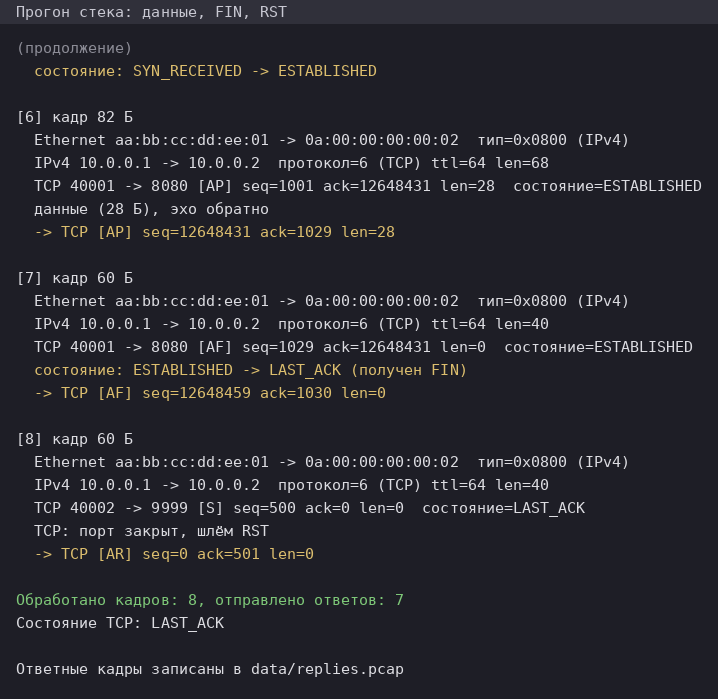 Прогон стека: данные, FIN, RST
(продолжение)
состояние: SYN_RECEIVED -> ESTABLISHED
[6] кадр 82 Б
Ethernet aa:bb:cc:dd:ee:01 -> 0a:00:00:00:00:02  тип=0x0800 (IPv4)
IPv4 10.0.0.1 -> 10.0.0.2  протокол=6 (TCP) ttl=64 len=68
TCP 40001 -> 8080 [AP] seq=1001 ack=12648431 len=28  состояние=ESTABLISHED
данные (28 Б), эхо обратно
-> TCP [AP] seq=12648431 ack=1029 len=28
[7] кадр 60 Б
Ethernet aa:bb:cc:dd:ee:01 -> 0a:00:00:00:00:02  тип=0x0800 (IPv4)
IPv4 10.0.0.1 -> 10.0.0.2  протокол=6 (TCP) ttl=64 len=40
TCP 40001 -> 8080 [AF] seq=1029 ack=12648431 len=0  состояние=ESTABLISHED
состояние: ESTABLISHED -> LAST_ACK (получен FIN)
-> TCP [AF] seq=12648459 ack=1030 len=0
[8] кадр 60 Б
Ethernet aa:bb:cc:dd:ee:01 -> 0a:00:00:00:00:02  тип=0x0800 (IPv4)
IPv4 10.0.0.1 -> 10.0.0.2  протокол=6 (TCP) ttl=64 len=40
TCP 40002 -> 9999 [S] seq=500 ack=0 len=0  состояние=LAST_ACK
TCP: порт закрыт, шлём RST
-> TCP [AR] seq=0 ack=501 len=0
Обработано кадров: 8, отправлено ответов: 7
Состояние TCP: LAST_ACK
Ответные кадры записаны в data/replies.pcap